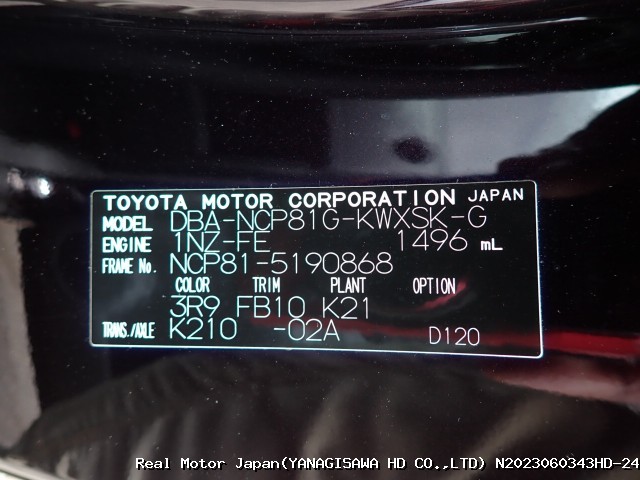 TOYOTA MOTOR CORPORATION JAPAN
MODEL DBA-NCP81G-KWXSK-G
ENGINE 1NZ-FE 1496 mL
FRAME No. NCP81-5190868
COLOR TRIM PLANT OPTION
3R9 FB10 K21
TRANS./AXLE K210 -02A D120
Real Motor Japan(YANAGISAWA HD CO.,LTD) N2023060343HD-24